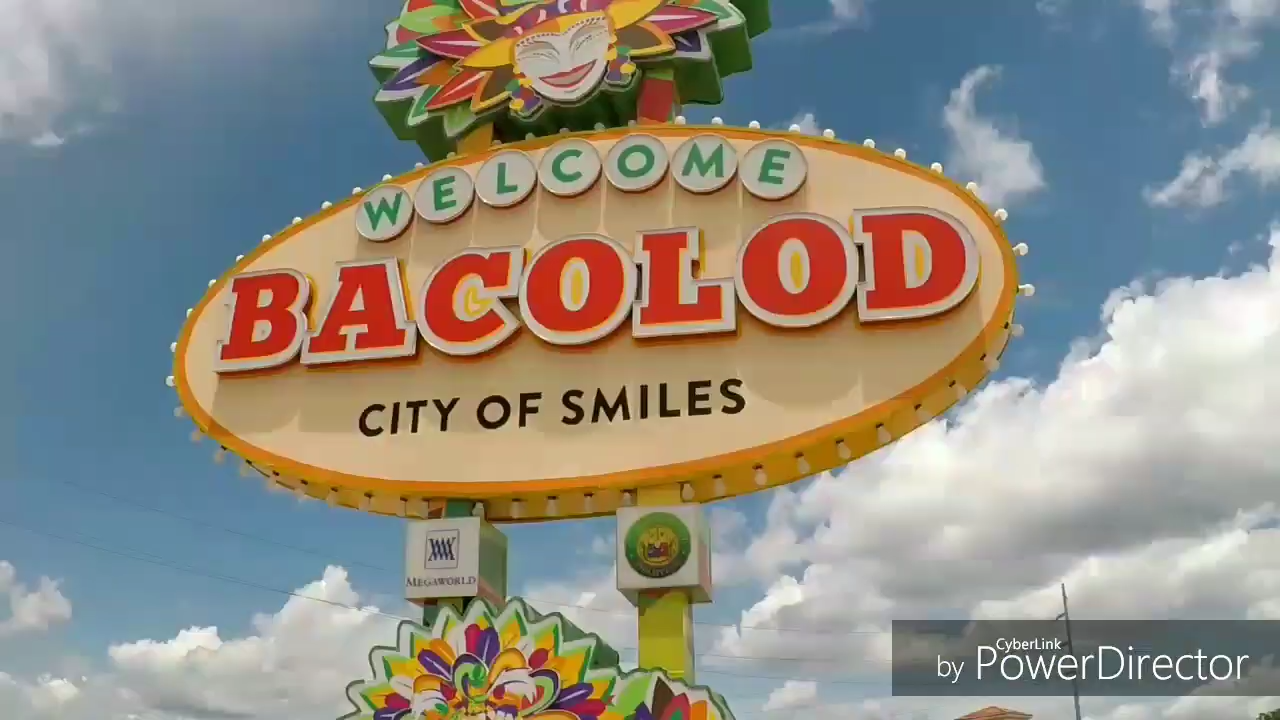 WELCOME
BACOLOD
CITY OF SMILES
MEGAWORLD
CyberLink
by PowerDirector